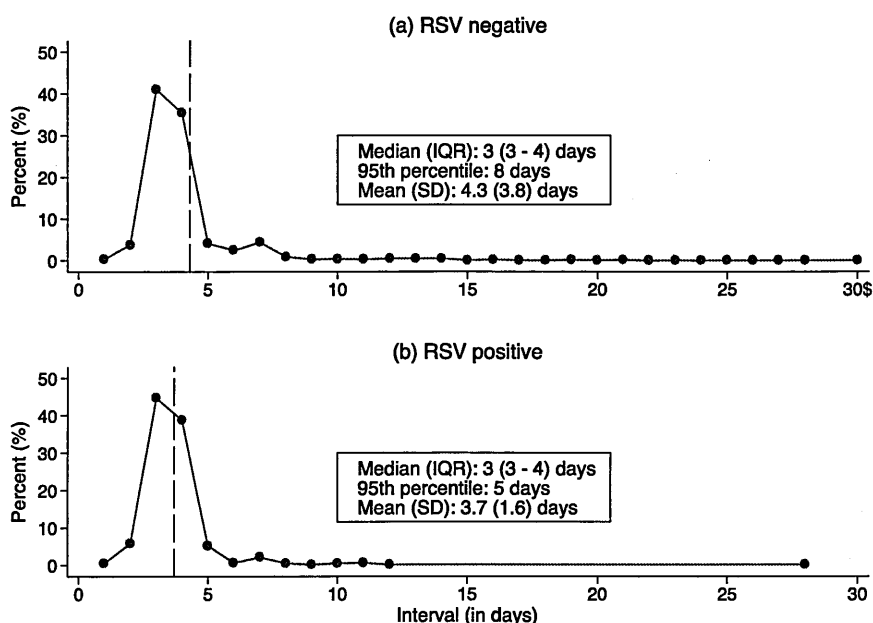 (a) RSV negative
50
40
30
20
10
0
Percent (%)
Median (IQR): 3 (3 - 4) days
95th percentile: 8 days
Mean (SD): 4.3 (3.8) days
0 5 10 15 20 25 30$
(b) RSV positive
50
40
30
20
10
0
Percent (%)
Median (IQR): 3 (3 - 4) days
95th percentile: 5 days
Mean (SD): 3.7 (1.6) days
0 5 10 15 20 25 30
Interval (in days)